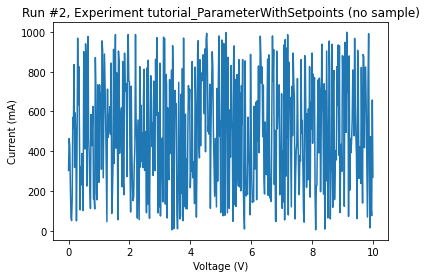 Run #2, Experiment tutorial_ParameterWithSetpoints (no sample)
1000
800
600
400
200
0
Current (mA)
0 2 4 6 8 10
Voltage (V)